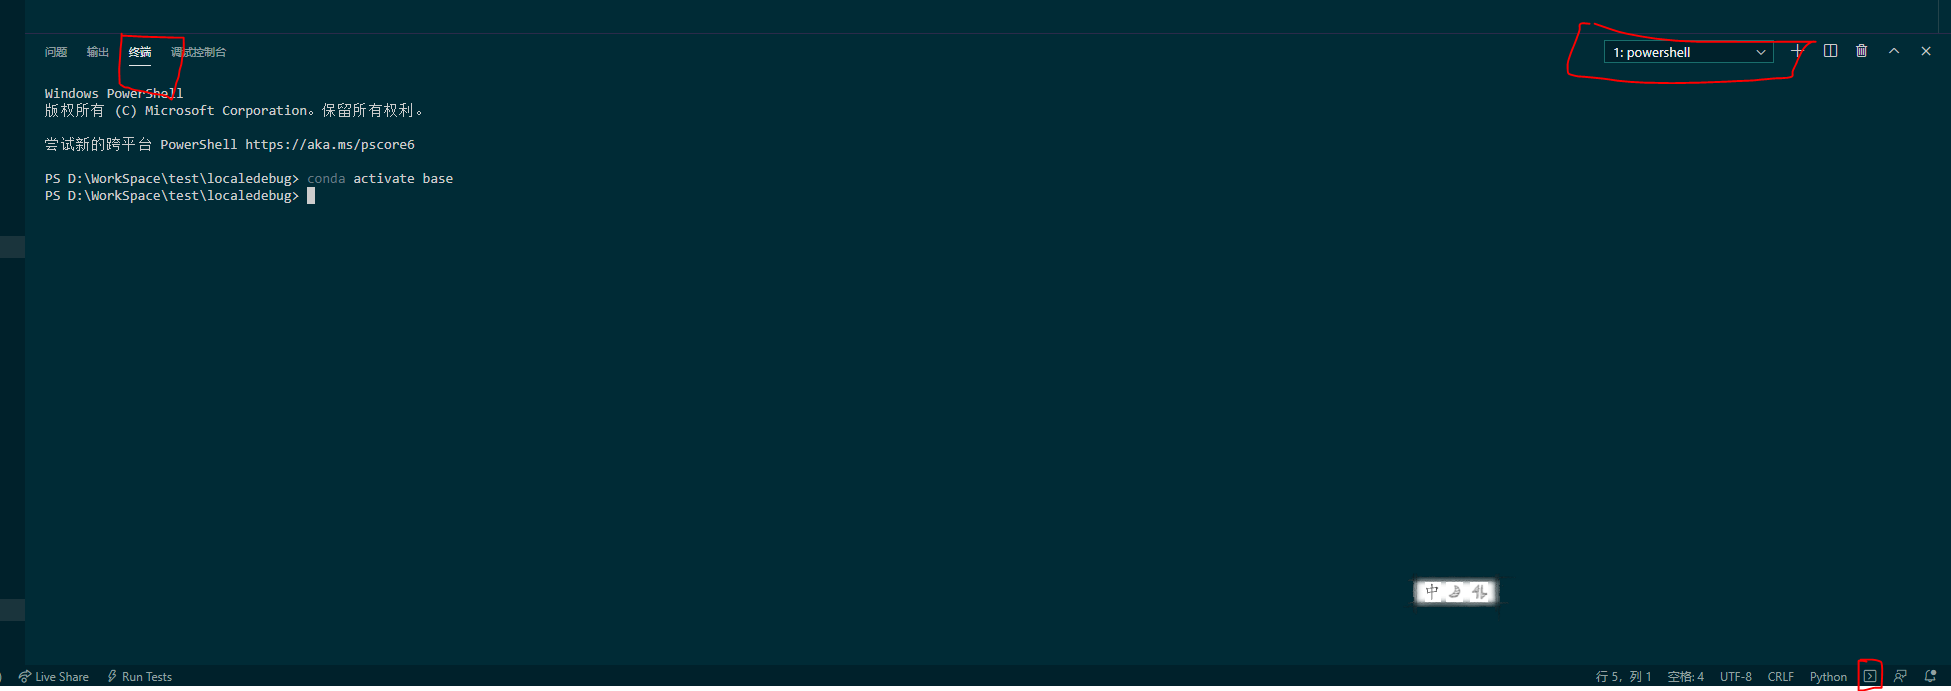 问题 输出 终端 调试控制台 1: powershell
Windows PowerShell
版权所有 (C) Microsoft Corporation。保留所有权利。
尝试新的跨平台 PowerShell https://aka.ms/pscore6
PS D:\WorkSpace\test\localedebug> conda activate base
PS D:\WorkSpace\test\localedebug>
中
Live Share Run Tests 行 5，列 1 空格: 4 UTF-8 CRLF Python